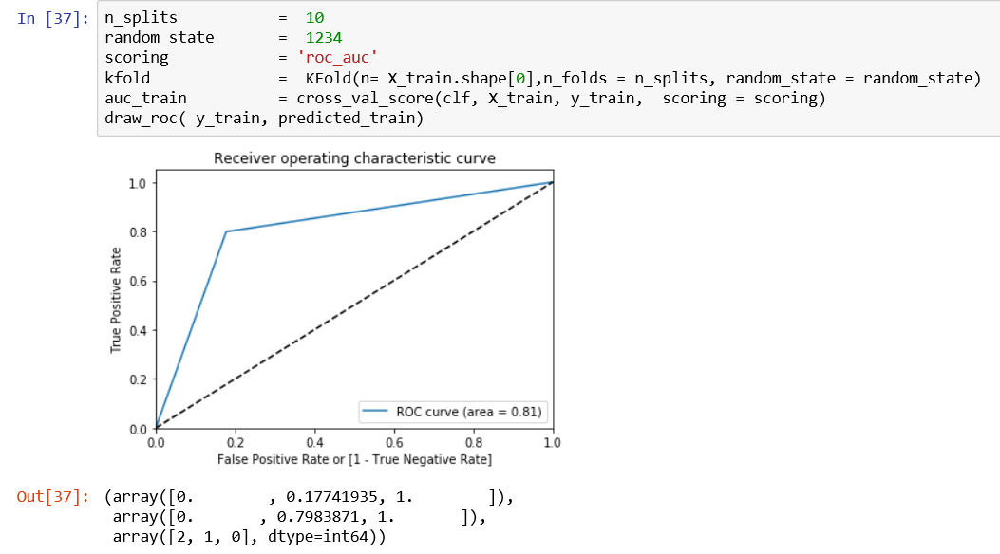 In [37]:
n_splits = 10
random_state = 1234
scoring = 'roc_auc'
kfold = KFold(n= X_train.shape[0],n_folds = n_splits, random_state = random_state)
auc_train = cross_val_score(clf, X_train, y_train, scoring = scoring)
draw_roc( y_train, predicted_train)
Receiver operating characteristic curve
1.0
0.8
0.6
0.4
0.2
0.0
True Positive Rate
ROC curve (area = 0.81)
0.0 0.2 0.4 0.6 0.8 1.0
False Positive Rate or [1 - True Negative Rate]
Out[37]: (array([0. , 0.17741935, 1. ]),
array([0. , 0.7983871, 1. ]),
array([2, 1, 0], dtype=int64))